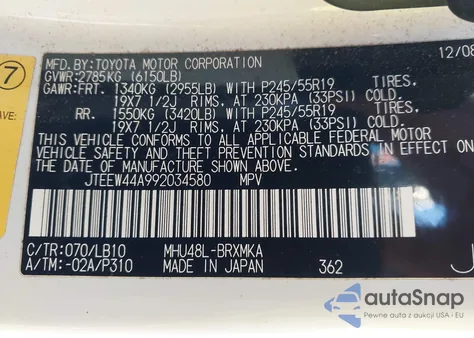 MFD.BY:TOYOTA MOTOR CORPORATION 12/08
GVWR:2785KG (6150LB)
GAWR:FRT. 1340KG (2955LB) WITH P245/55R19 TIRES.
19X7 1/2J RIMS, AT 230KPA (33PSI) COLD.
RR. 1550KG (3420LB) WITH P245/55R19 TIRES.
19X7 1/2J RIMS, AT 230KPA (33PSI) COLD.
THIS VEHICLE CONFORMS TO ALL APPLICABLE FEDERAL MOTOR
VEHICLE SAFETY AND THEFT PREVENTION STANDARDS IN EFFECT ON
THE DATE OF MANUFACTURE SHOWN ABOVE.
JTEEW44A992034580 MPV
C/TR:070/LB10 MHU48L-BRXMKA
A/TM:-02A/P310 MADE IN JAPAN 362
J
7
AVE:
autoSnap
Pewne auta z USA i EU